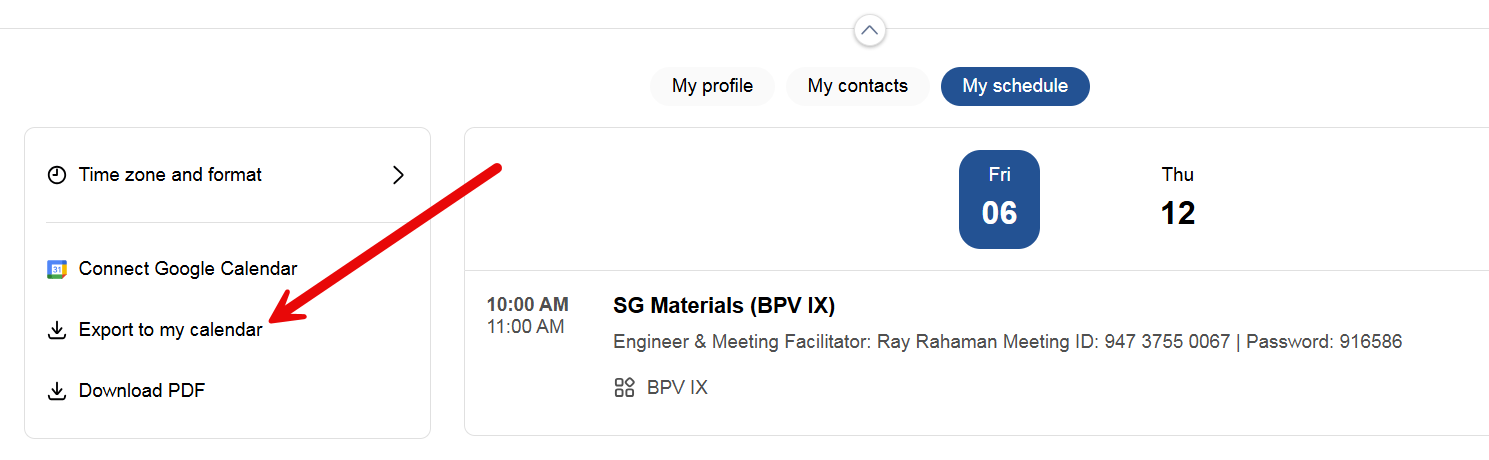 My profile
My contacts
My schedule
Time zone and format
Connect Google Calendar
Export to my calendar
Download PDF
Fri
06
Thu
12
10:00 AM
11:00 AM
SG Materials (BPV IX)
Engineer & Meeting Facilitator: Ray Rahaman Meeting ID: 947 3755 0067 | Password: 916586
BPV IX